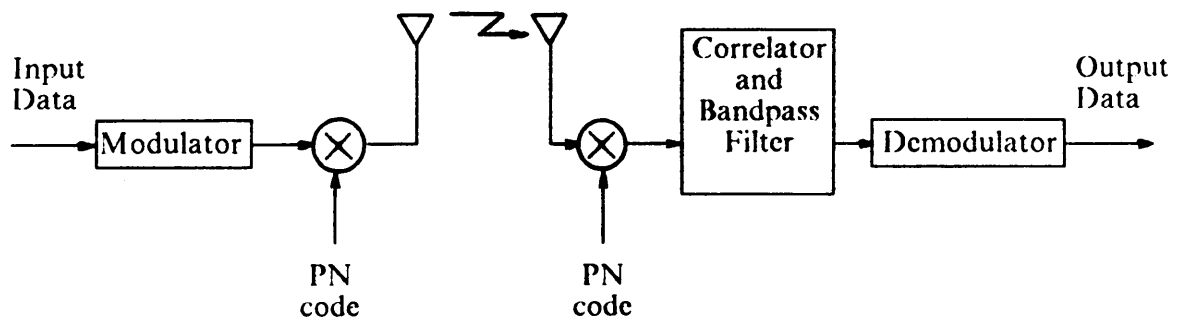 Input
Data
Modulator
PN
code
PN
code
Correlator
and
Bandpass
Filter
Demodulator
Output
Data